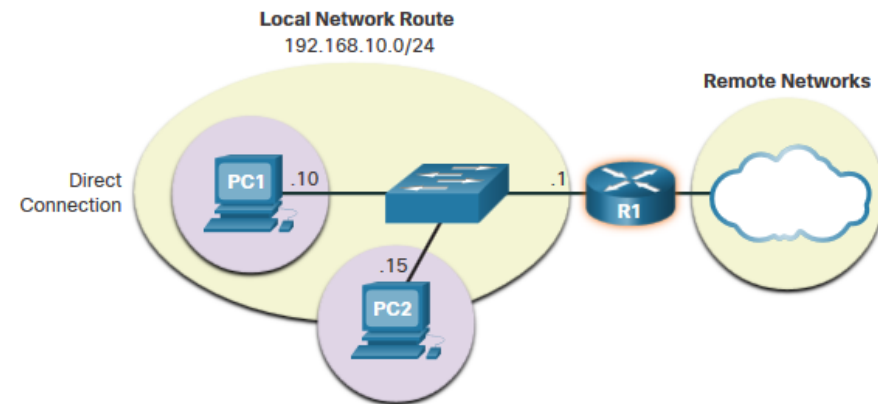 Local Network Route
192.168.10.0/24
Remote Networks
Direct
Connection
PC1
.10
.1
R1
.15
PC2